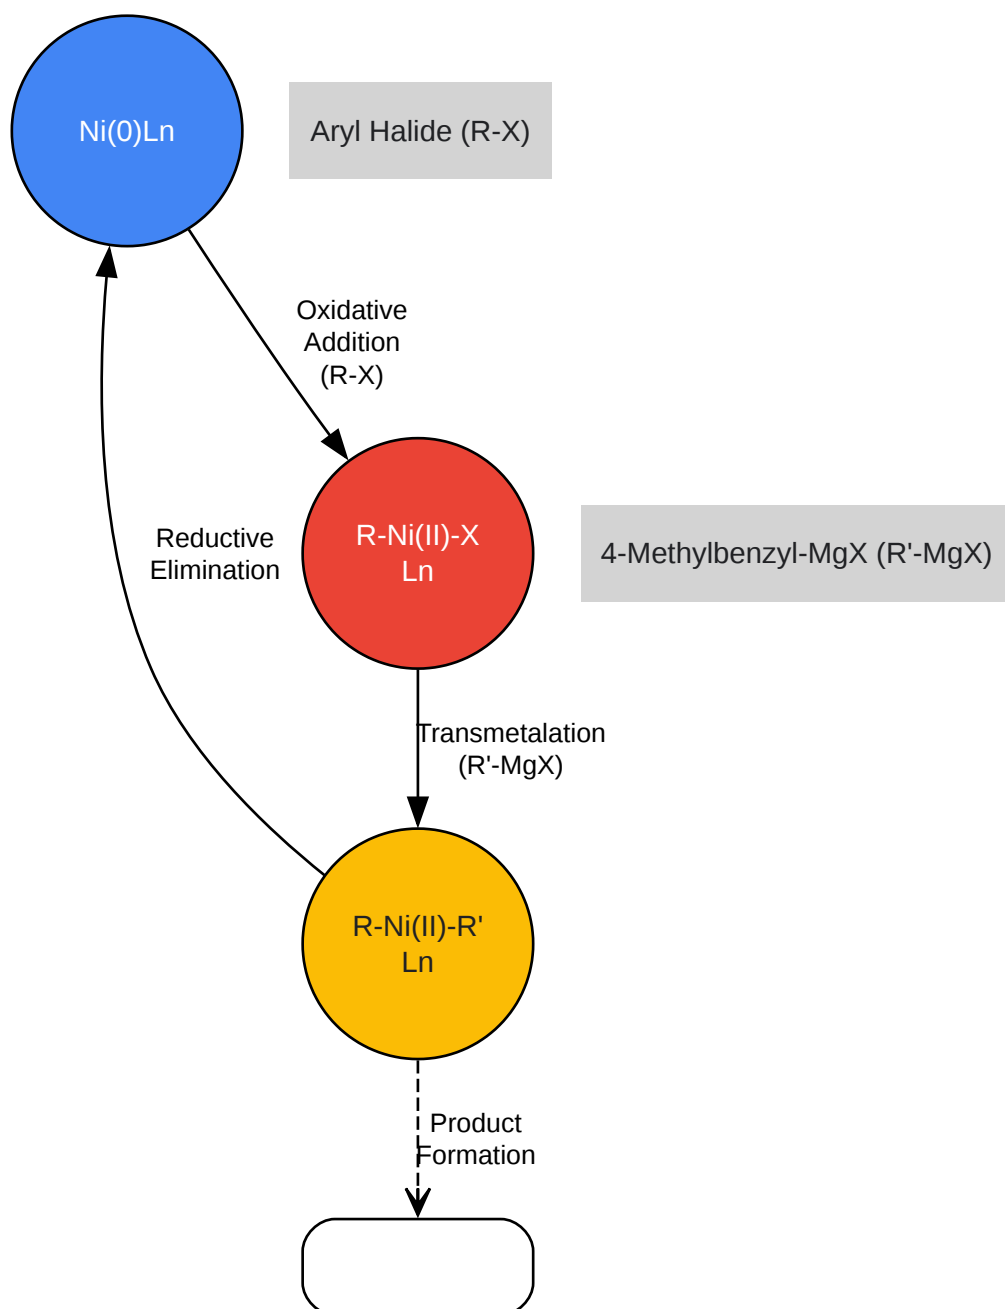 Ni(0)Ln
Aryl Halide (R-X)
Oxidative
Addition
(R-X)
Reductive
Elimination
R-Ni(II)-X
Ln
4-Methylbenzyl-MgX (R'-MgX)
Transmetalation
(R'-MgX)
R-Ni(II)-R'
Ln
Product
Formation